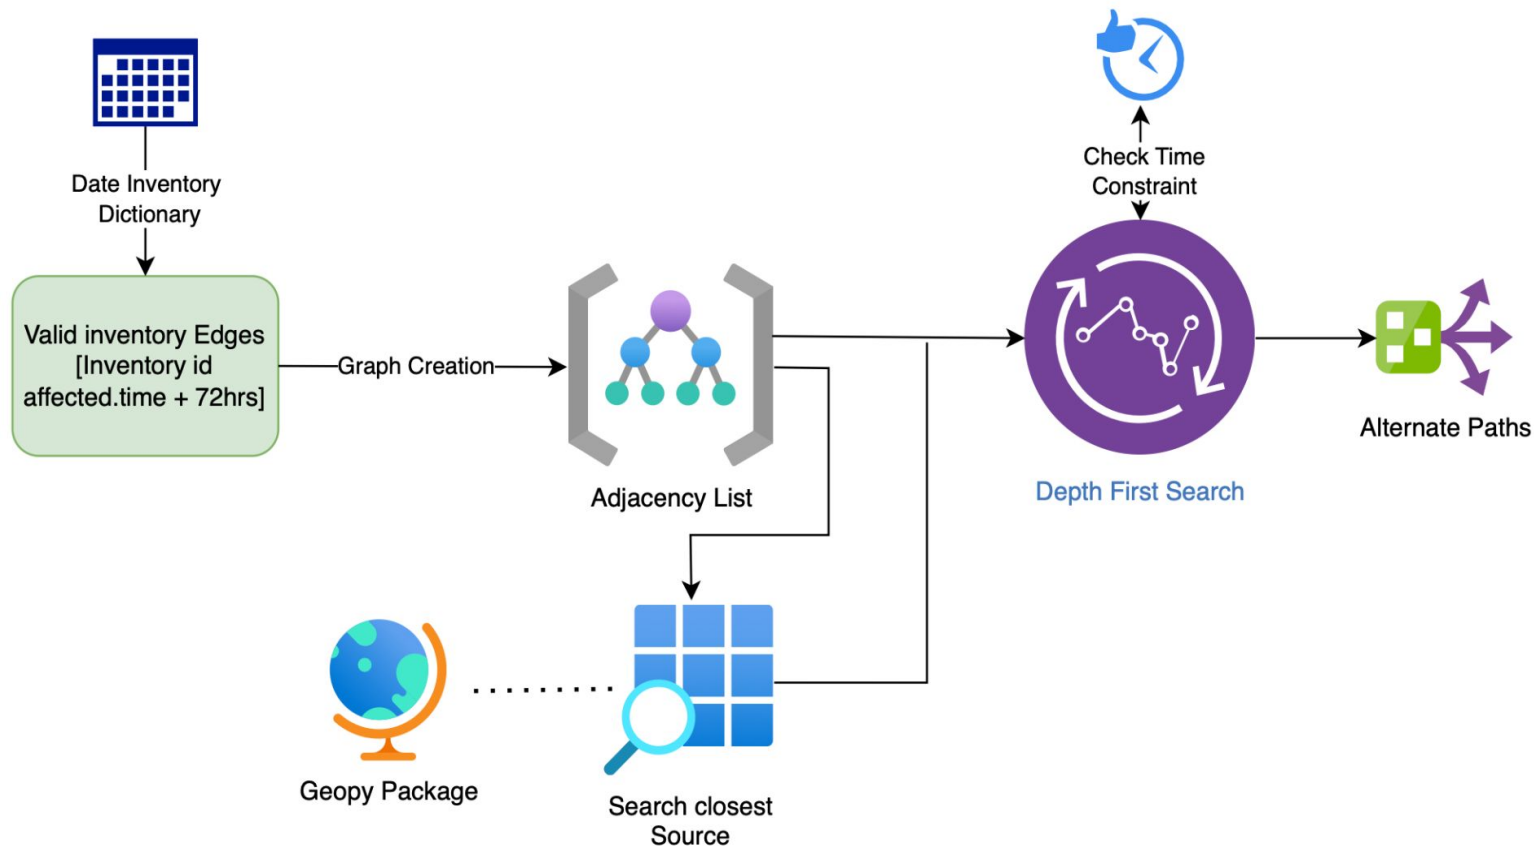 Date Inventory
Dictionary
Valid inventory Edges
[Inventory id
affected.time + 72hrs]
Graph Creation
Adjacency List
Check Time
Constraint
Depth First Search
Alternate Paths
Geopy Package
Search closest
Source